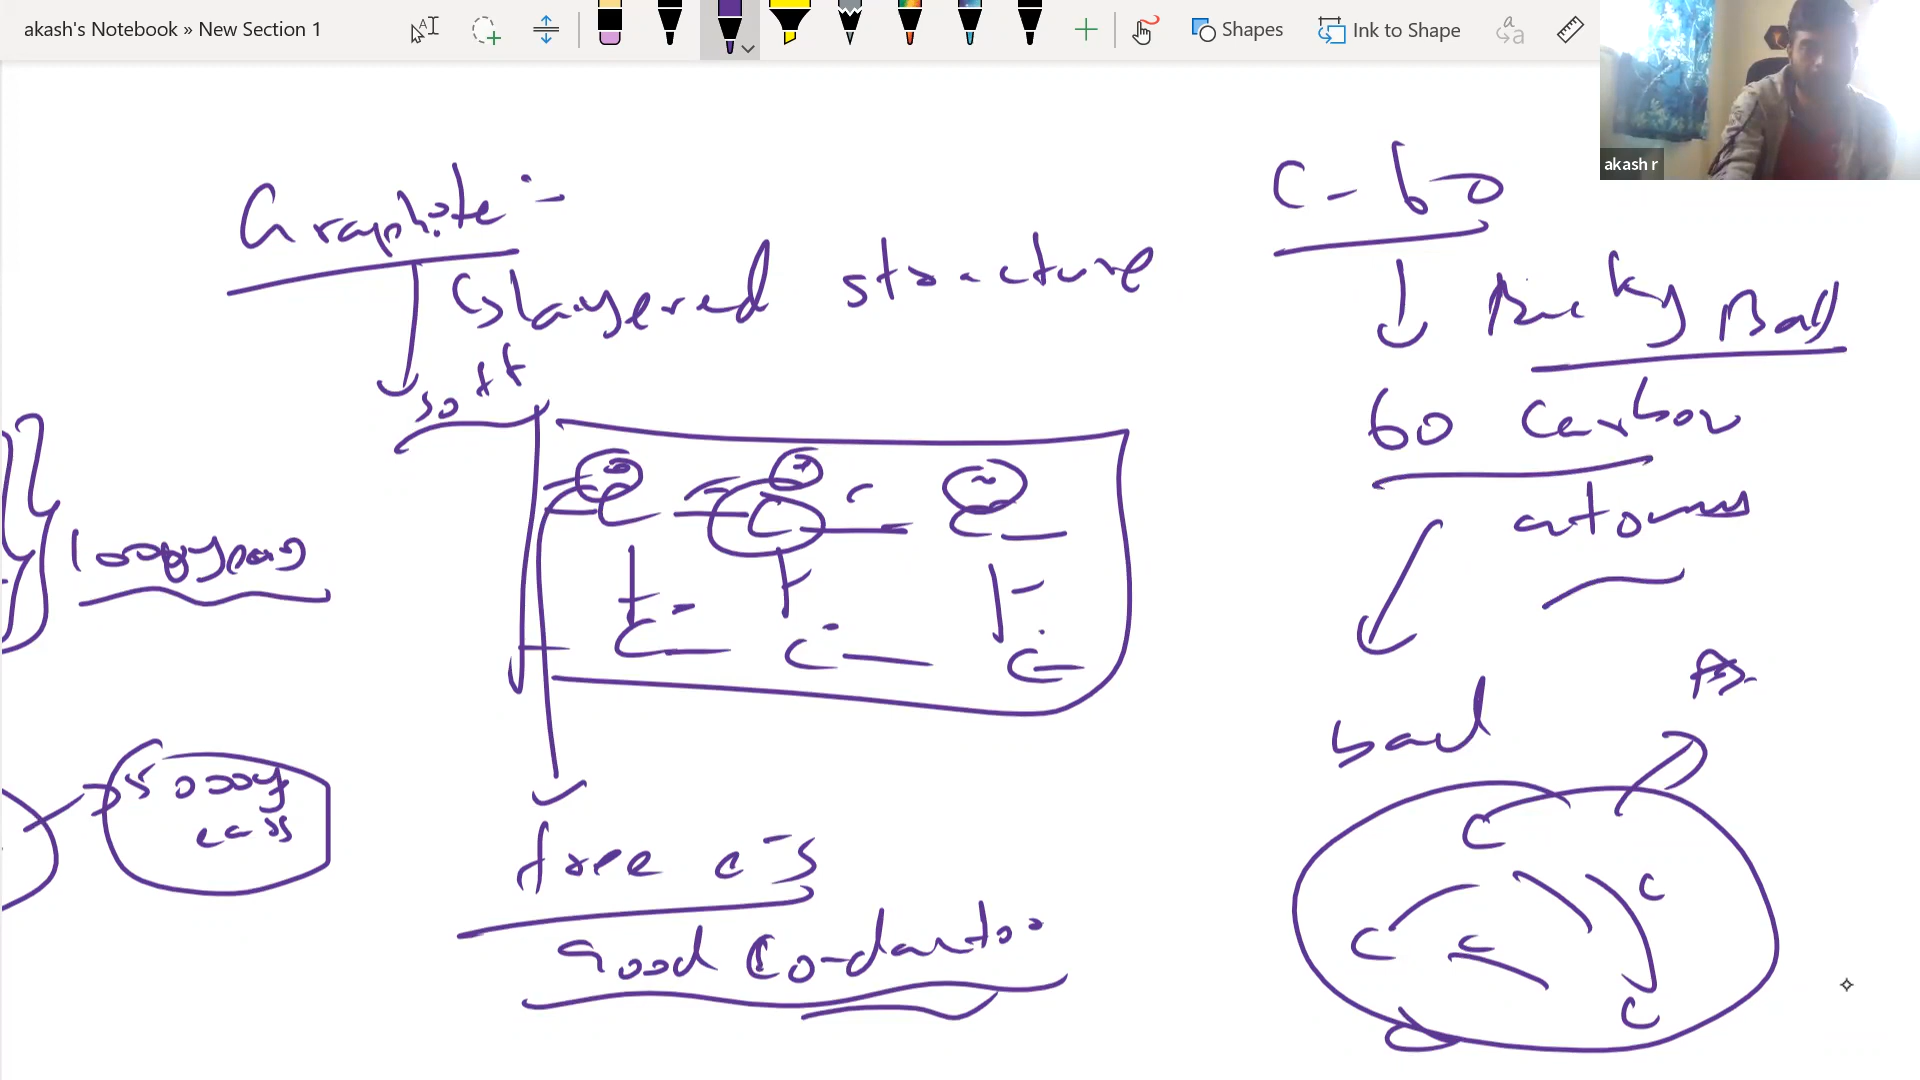 akash's Notebook » New Section 1
Shapes
Ink to Shape
akash r
Graphite :-
layered structure
soft
C C C
C C C
free e-s
Good Conductor
C-60
Bucky Ball
60 Carbon
atoms
C
C
C C
C
5000y